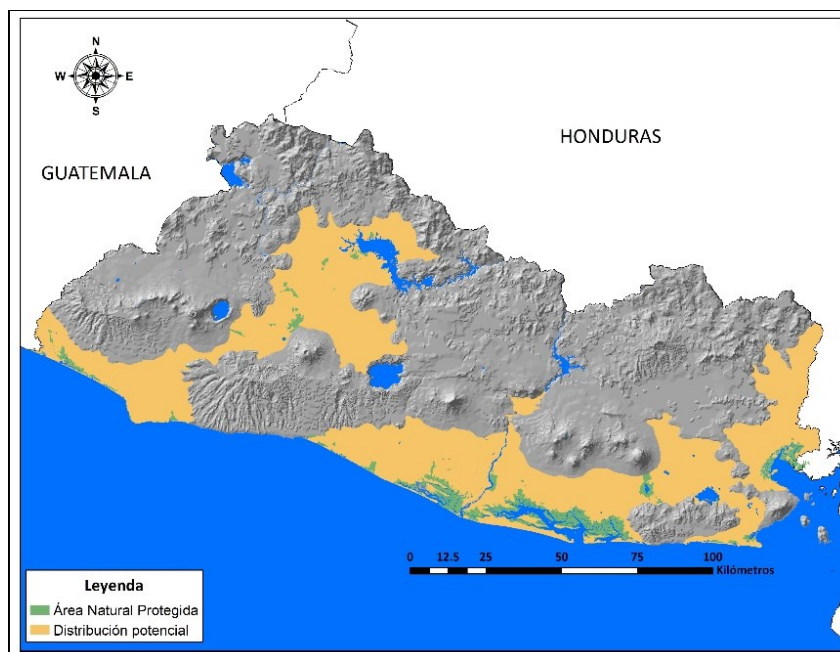 N
W E
S
HONDURAS
GUATEMALA
0 12.5 25 50 75 100
Kilómetros
Leyenda
Área Natural Protegida
Distribución potencial